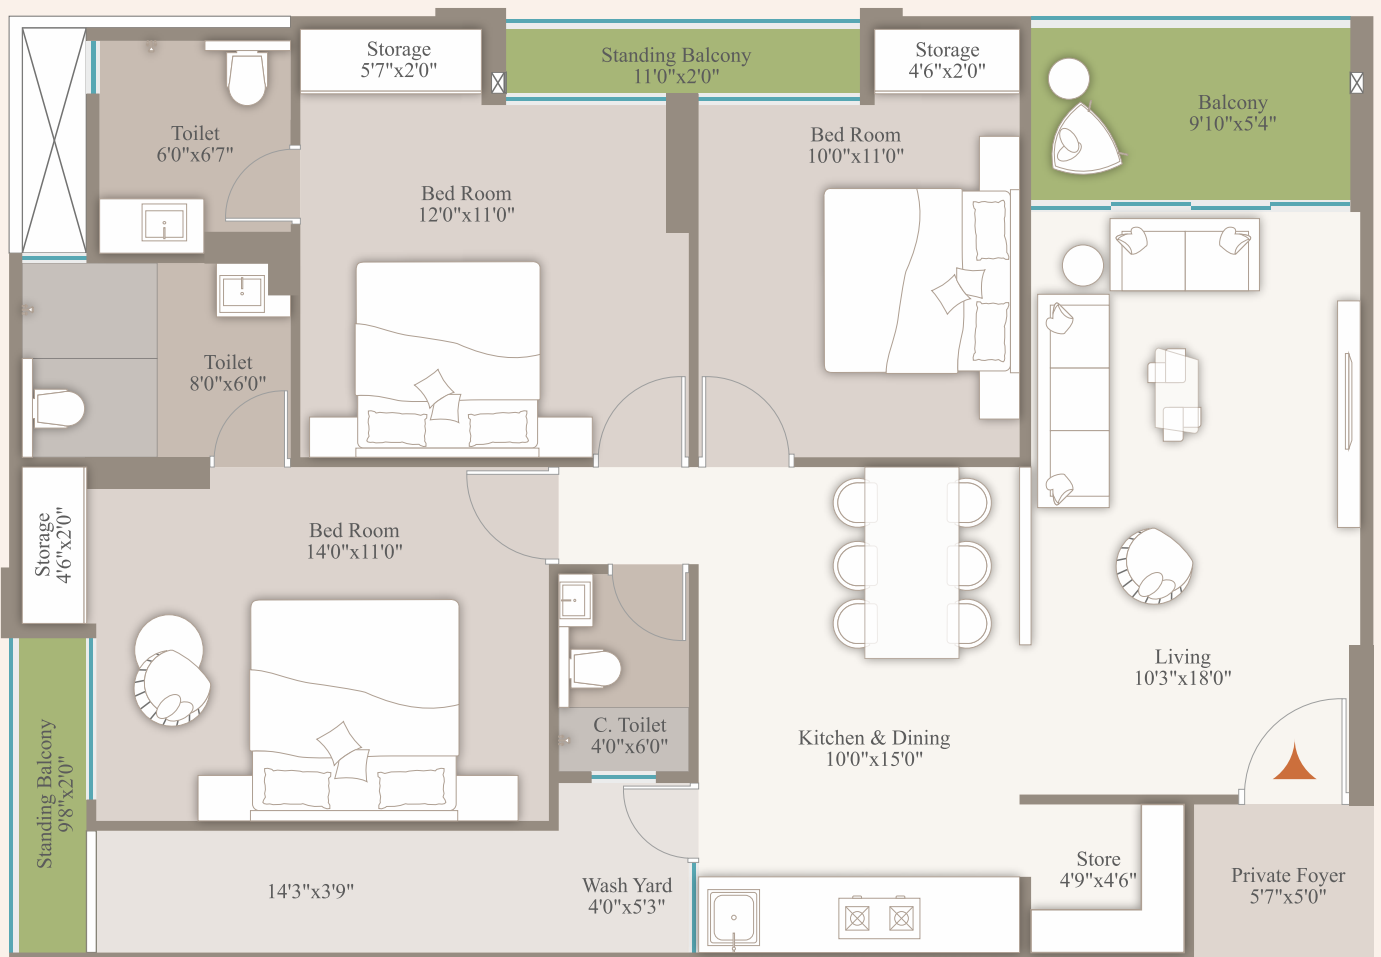 Storage
5'7"x2'0"
Standing Balcony
11'0"x2'0"
Storage
4'6"x2'0"
Balcony
9'10"x5'4"
Toilet
6'0"x6'7"
Bed Room
12'0"x11'0"
Bed Room
10'0"x11'0"
Toilet
8'0"x6'0"
Storage
4'6"x2'0"
Bed Room
14'0"x11'0"
Living
10'3"x18'0"
C. Toilet
4'0"x6'0"
Kitchen & Dining
10'0"x15'0"
Standing Balcony
9'8"x2'0"
14'3"x3'9"
Wash Yard
4'0"x5'3"
Store
4'9"x4'6"
Private Foyer
5'7"x5'0"